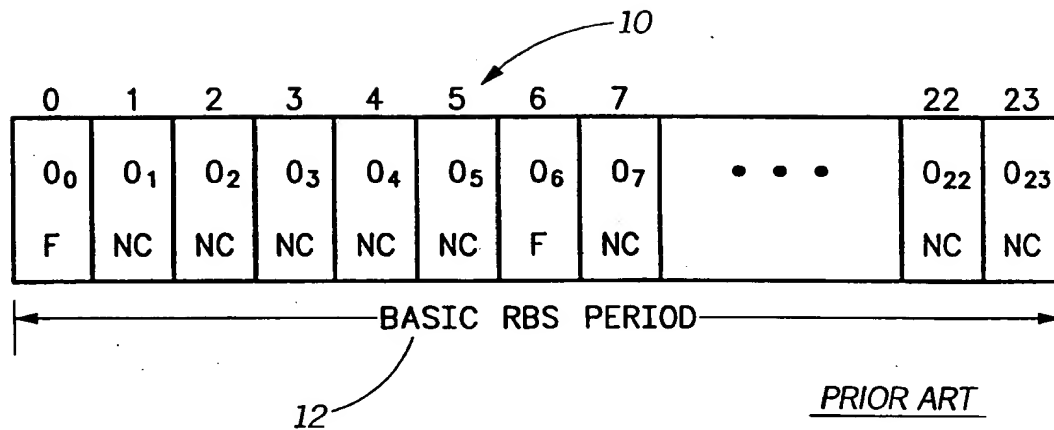 10
0 1 2 3 4 5 6 7 22 23
O₀ O₁ O₂ O₃ O₄ O₅ O₆ O₇ • • • O₂₂ O₂₃
F NC NC NC NC NC F NC NC NC
BASIC RBS PERIOD
12
PRIOR ART